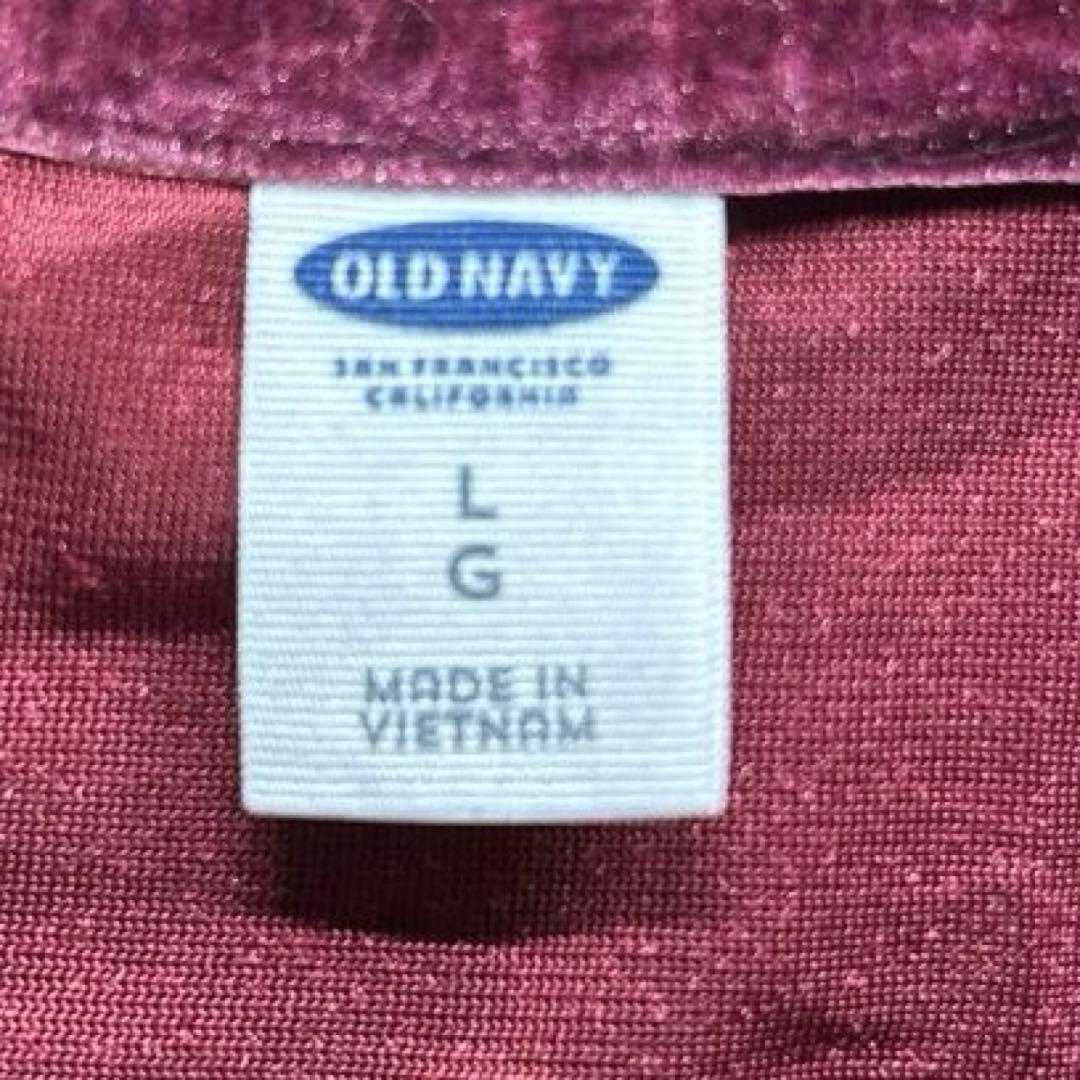 OLD NAVY
SAN FRANCISCO
CALIFORNIA
L
G
MADE IN
VIETNAM